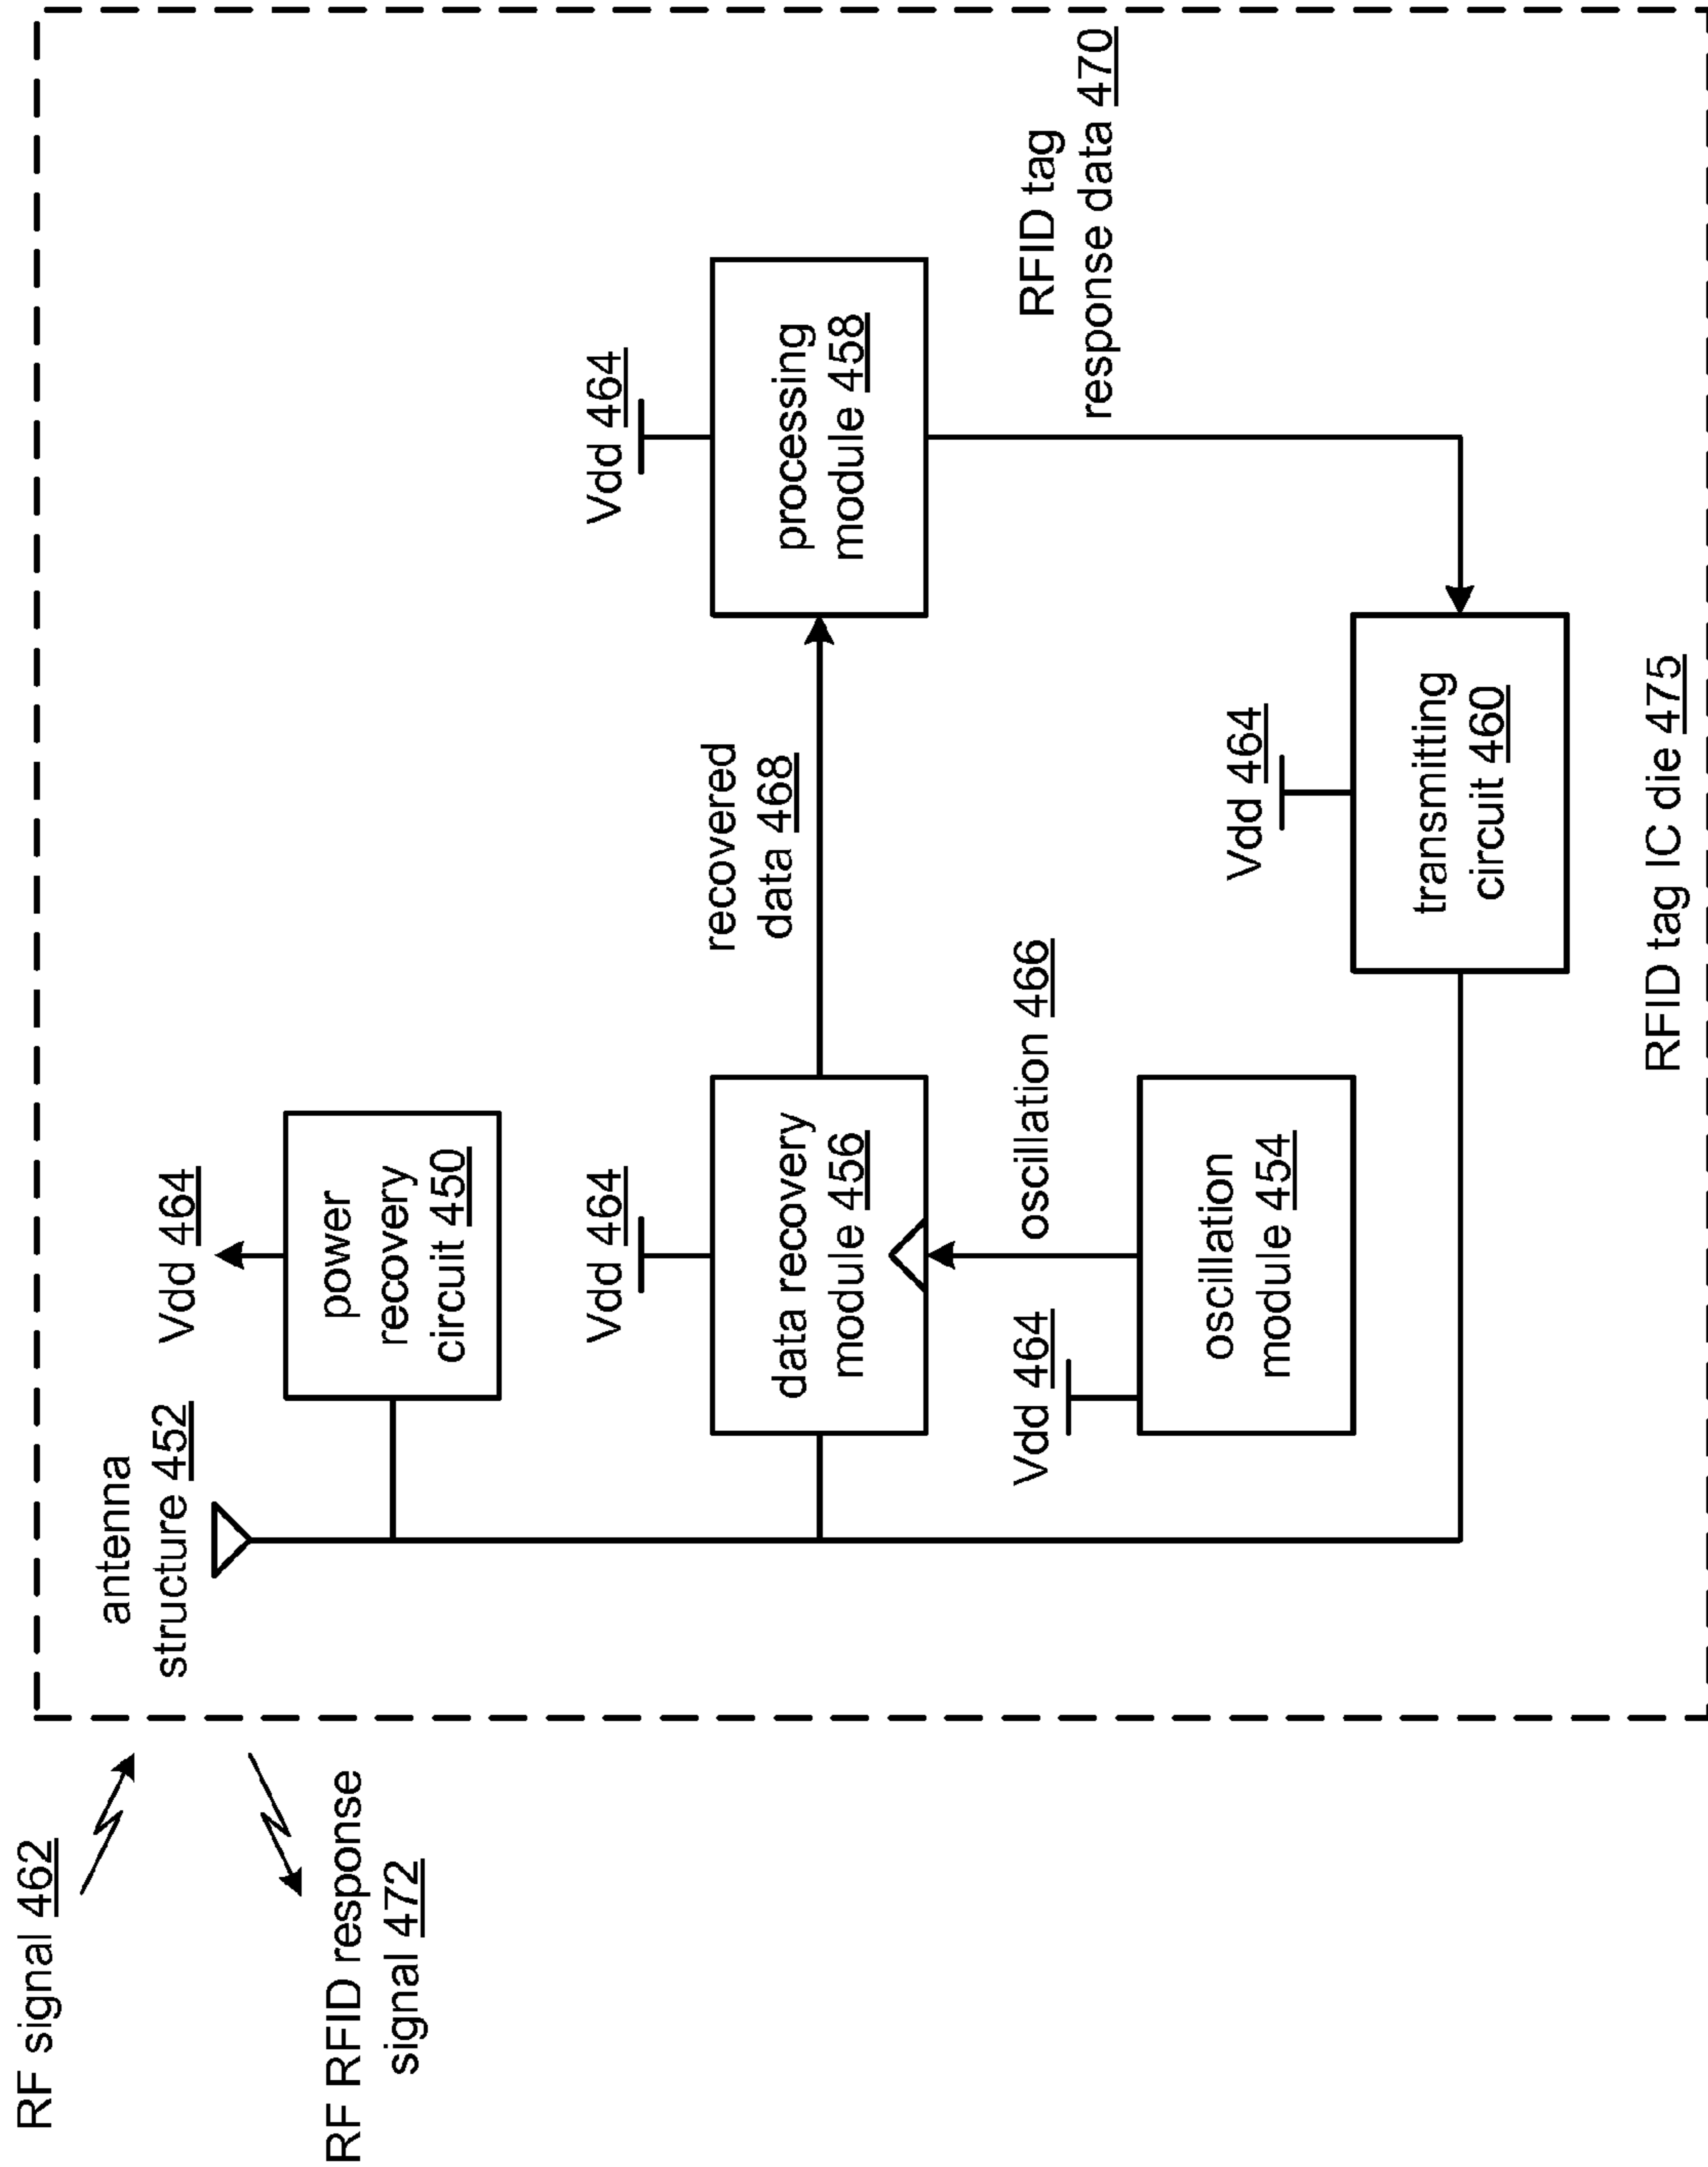 RF signal 462
RF RFID response
signal 472
antenna
structure 452
Vdd 464
power
recovery
circuit 450
Vdd 464
data recovery
module 456
recovered
data 468
Vdd 464
processing
module 458
oscillation 466
Vdd 464
oscillation
module 454
Vdd 464
transmitting
circuit 460
RFID tag
response data 470
RFID tag IC die 475